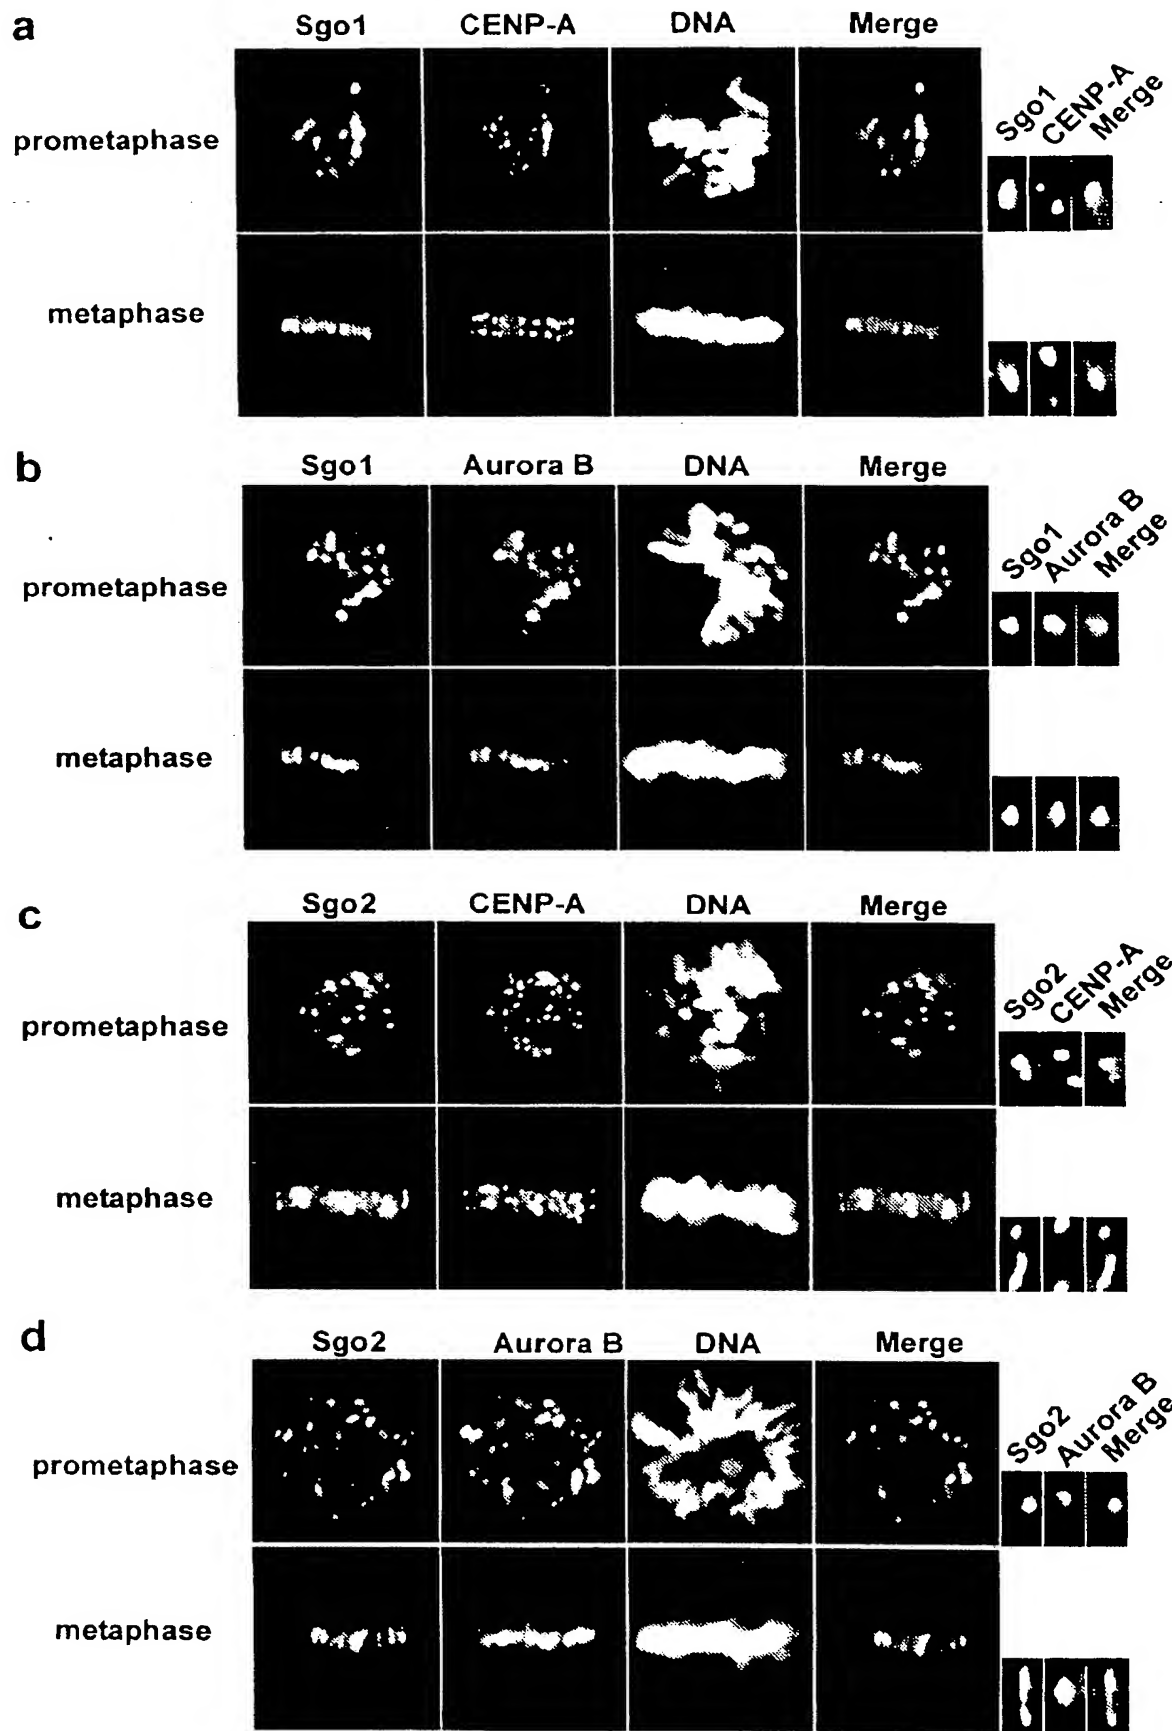 a
Sgo1 CENP-A DNA Merge
prometaphase
Sgo1 CENP-A Merge
metaphase
b
Sgo1 Aurora B DNA Merge
prometaphase
Sgo1 Aurora B Merge
metaphase
c
Sgo2 CENP-A DNA Merge
prometaphase
Sgo2 CENP-A Merge
metaphase
d
Sgo2 Aurora B DNA Merge
prometaphase
Sgo2 Aurora B Merge
metaphase